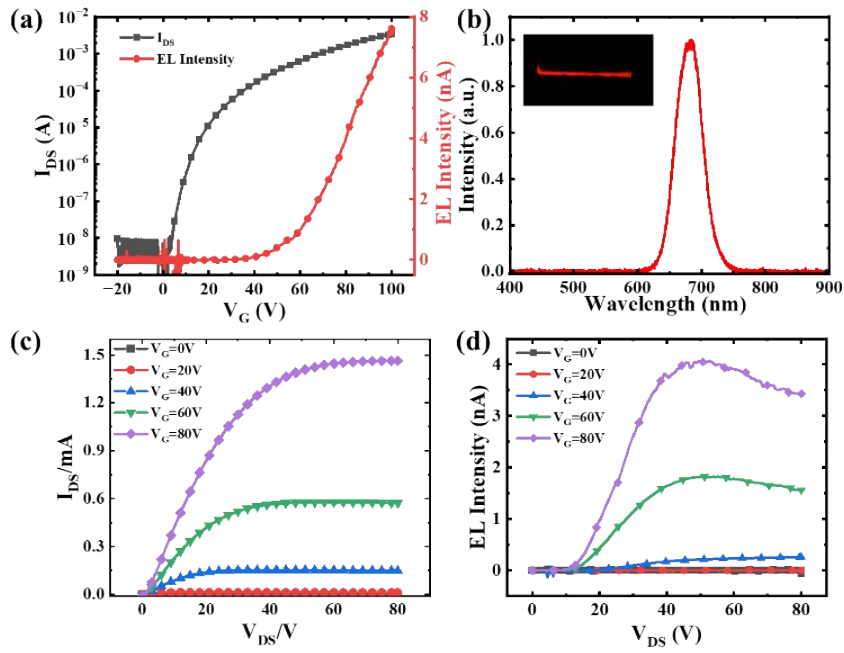 (a)
10⁻²
10⁻³
10⁻⁴
10⁻⁵
10⁻⁶
10⁻⁷
10⁻⁸
10⁻⁹
I_DS (A)
I_DS
EL Intensity
8
6
4
2
0
EL Intensity (nA)
−20 0 20 40 60 80 100
V_G (V)
(b)
1.0
0.8
0.6
0.4
0.2
0.0
Intensity (a.u.)
400 500 600 700 800 900
Wavelength (nm)
(c)
1.5
1.2
0.9
0.6
0.3
0.0
I_DS/mA
V_G=0V
V_G=20V
V_G=40V
V_G=60V
V_G=80V
0 20 40 60 80
V_DS/V
(d)
4
2
0
EL Intensity (nA)
V_G=0V
V_G=20V
V_G=40V
V_G=60V
V_G=80V
0 20 40 60 80
V_DS (V)